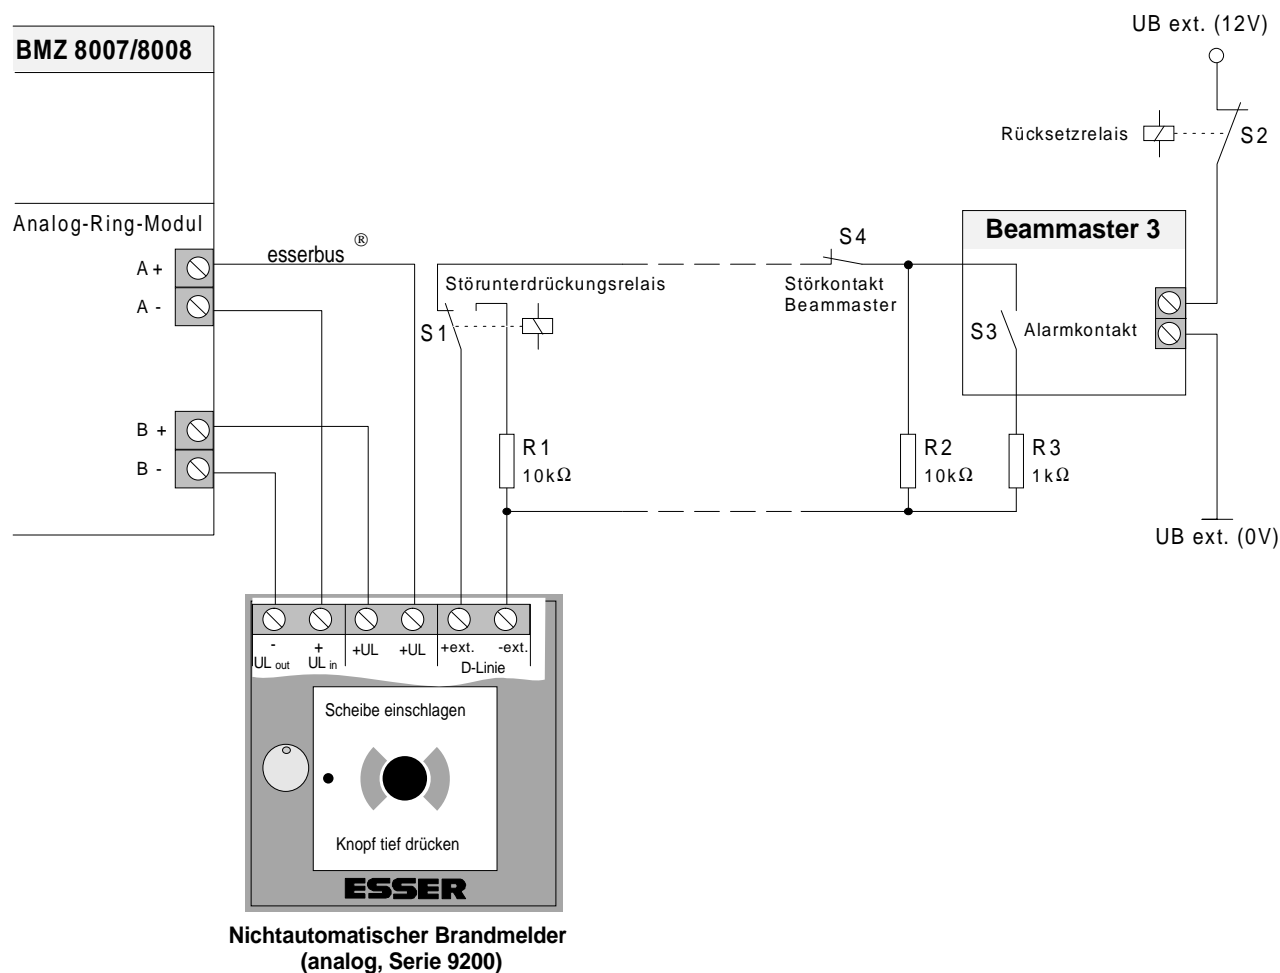 UB ext. (12V)
BMZ 8007/8008
Rücksetzrelais
S2
Analog-Ring-Modul
Beammaster 3
esserbus ®
A +
A -
S4
Störunterdrückungsrelais
Störkontakt
Beammaster
S1
S3
Alarmkontakt
B +
B -
R1
10kΩ
R2
10kΩ
R3
1kΩ
UB ext. (0V)
- + +UL +UL +ext. -ext.
UL out UL in D-Linie
Scheibe einschlagen
Knopf tief drücken
ESSER
Nichtautomatischer Brandmelder
(analog, Serie 9200)